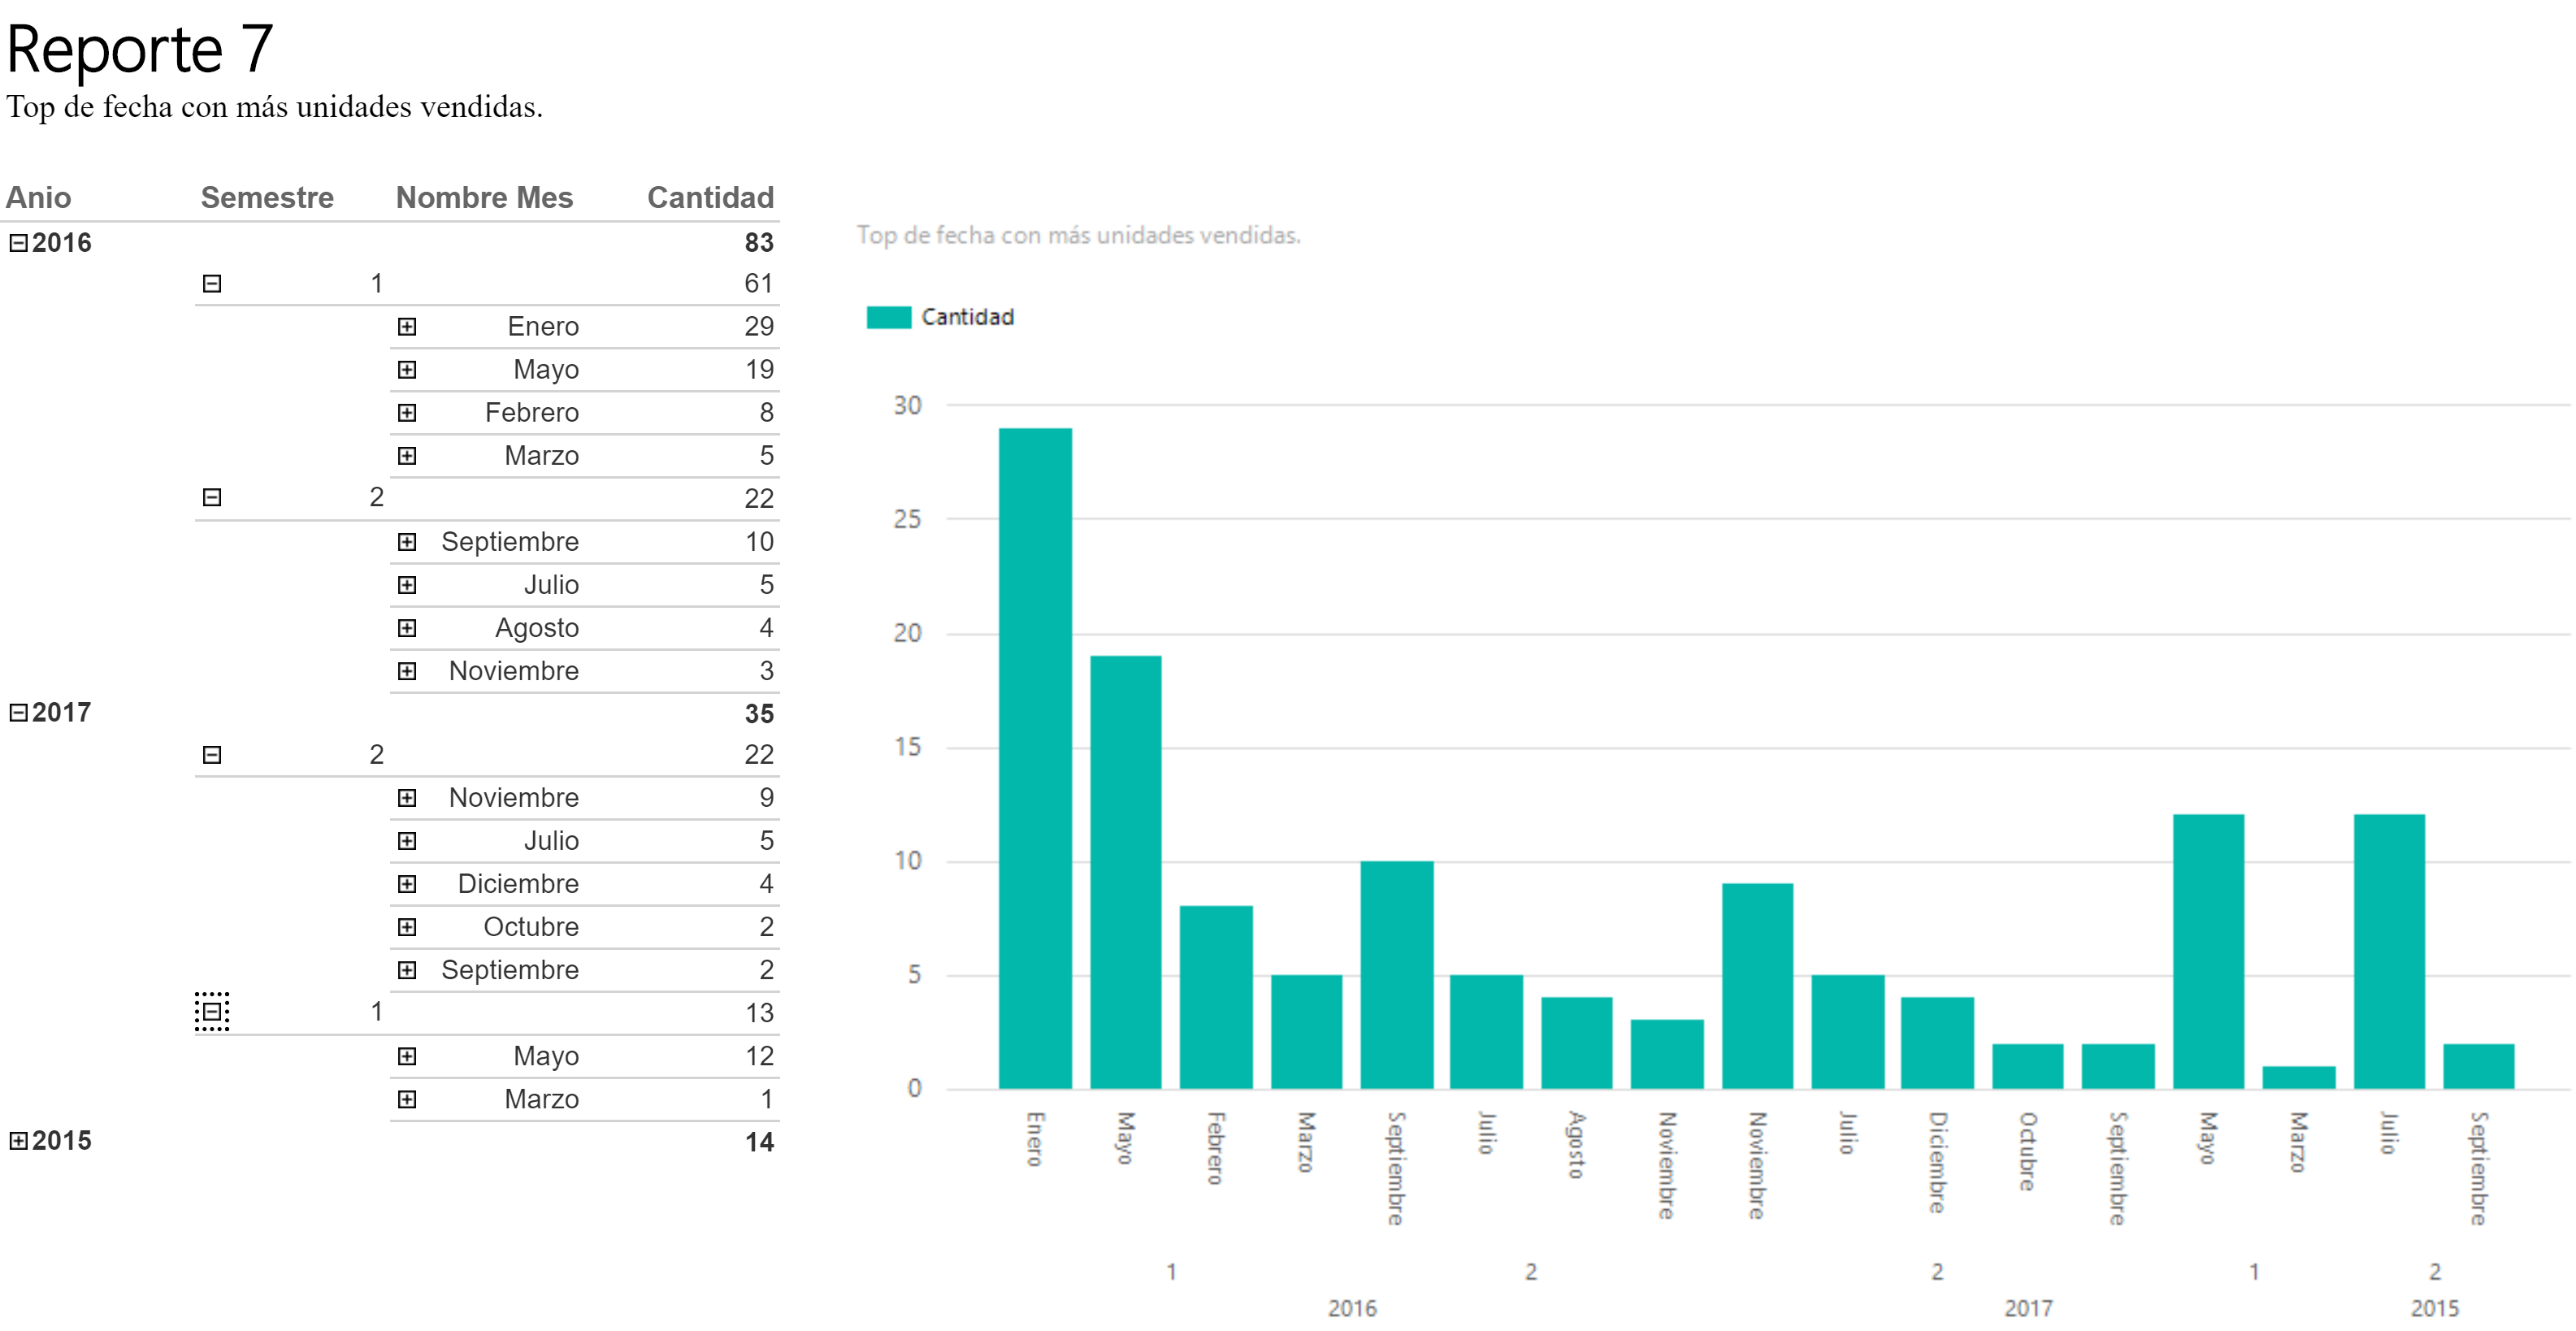 Reporte 7
Top de fecha con más unidades vendidas.
Anio Semestre Nombre Mes Cantidad
2016 83
1 61
Enero 29
Mayo 19
Febrero 8
Marzo 5
2 22
Septiembre 10
Julio 5
Agosto 4
Noviembre 3
2017 35
2 22
Noviembre 9
Julio 5
Diciembre 4
Octubre 2
Septiembre 2
1 13
Mayo 12
Marzo 1
2015 14
Top de fecha con más unidades vendidas.
Cantidad
30
25
20
15
10
5
0
Enero Mayo Febrero Marzo Septiembre Julio Agosto Noviembre Noviembre Julio Diciembre Octubre Septiembre Mayo Marzo Julio Septiembre
1 2 2 1 2
2016 2017 2015